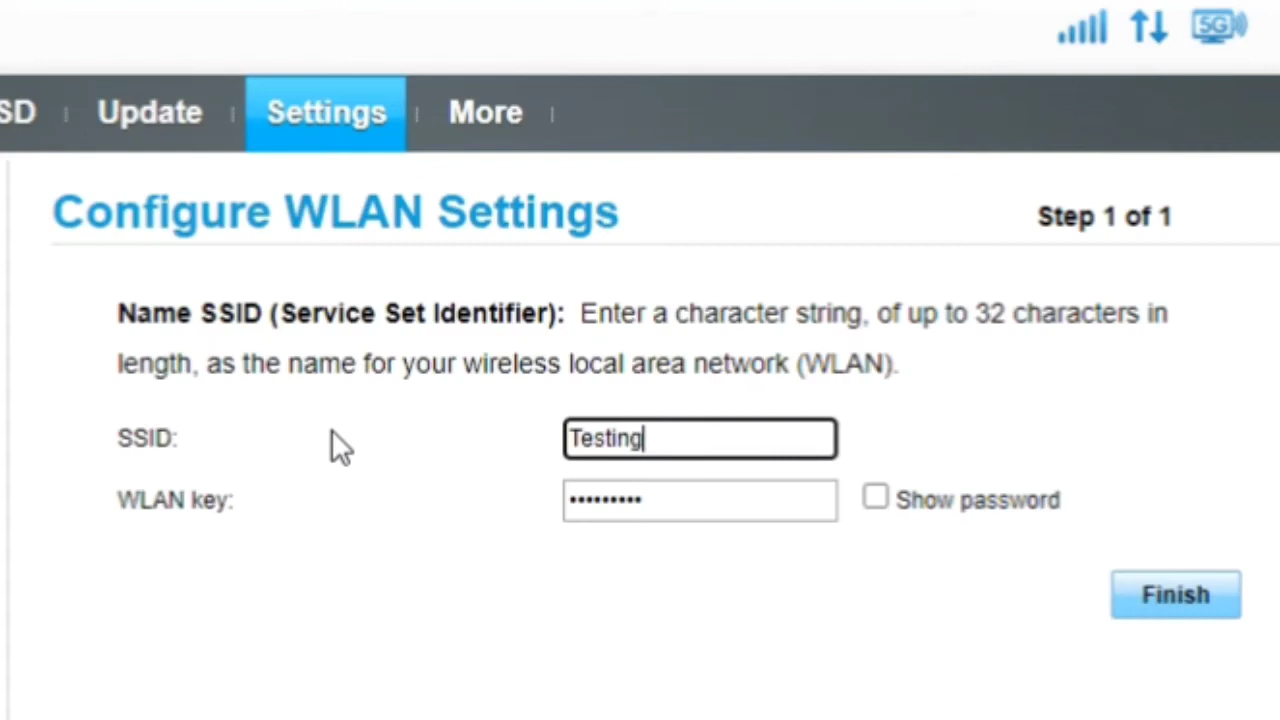 5G
SD Update Settings More
Configure WLAN Settings
Step 1 of 1
Name SSID (Service Set Identifier): Enter a character string, of up to 32 characters in
length, as the name for your wireless local area network (WLAN).
SSID: Testing
WLAN key: ••••••••• Show password
Finish